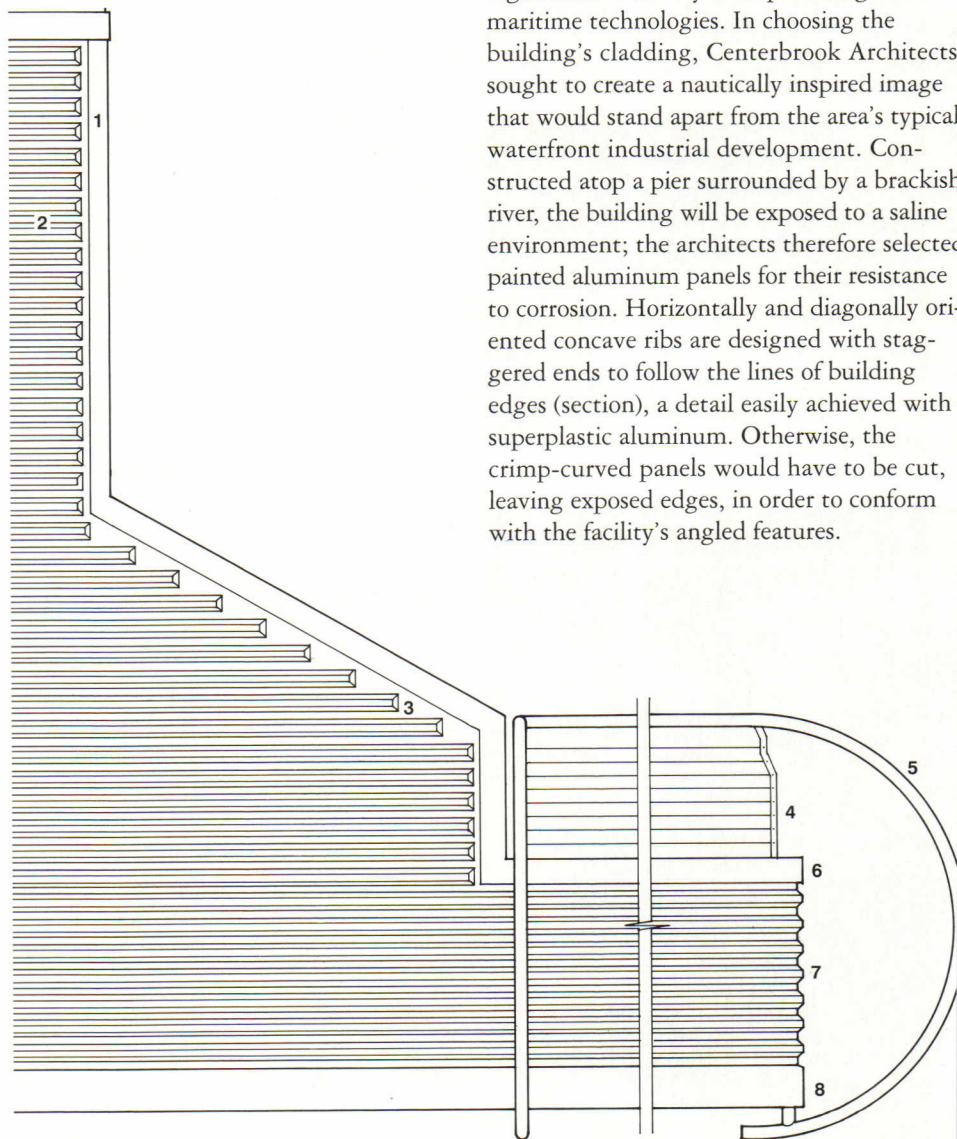 maritime technologies. In choosing the
building's cladding, Centerbrook Architects
sought to create a nautically inspired image
that would stand apart from the area's typical
waterfront industrial development. Con-
structed atop a pier surrounded by a brackish
river, the building will be exposed to a saline
environment; the architects therefore selected
painted aluminum panels for their resistance
to corrosion. Horizontally and diagonally ori-
ented concave ribs are designed with stag-
gered ends to follow the lines of building
edges (section), a detail easily achieved with
superplastic aluminum. Otherwise, the
crimp-curved panels would have to be cut,
leaving exposed edges, in order to conform
with the facility's angled features.
1
2
3
4
5
6
7
8